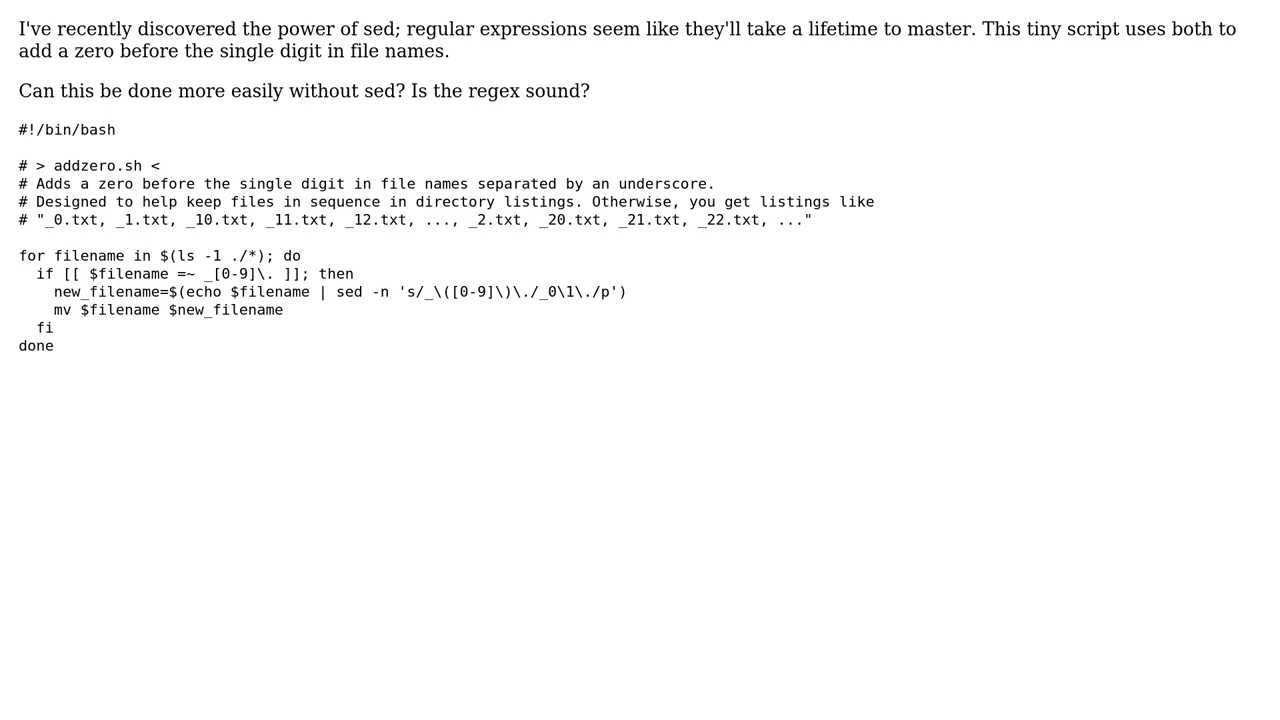 I've recently discovered the power of sed; regular expressions seem like they'll take a lifetime to master. This tiny script uses both to
add a zero before the single digit in file names.
Can this be done more easily without sed? Is the regex sound?
#!/bin/bash
# > addzero.sh <
# Adds a zero before the single digit in file names separated by an underscore.
# Designed to help keep files in sequence in directory listings. Otherwise, you get listings like
# "_0.txt, _1.txt, _10.txt, _11.txt, _12.txt, ..., _2.txt, _20.txt, _21.txt, _22.txt, ..."
for filename in $(ls -1 ./*); do
  if [[ $filename =~ _[0-9]\. ]]; then
    new_filename=$(echo $filename | sed -n 's/_\([0-9]\)\./_0\1\./p')
    mv $filename $new_filename
  fi
done